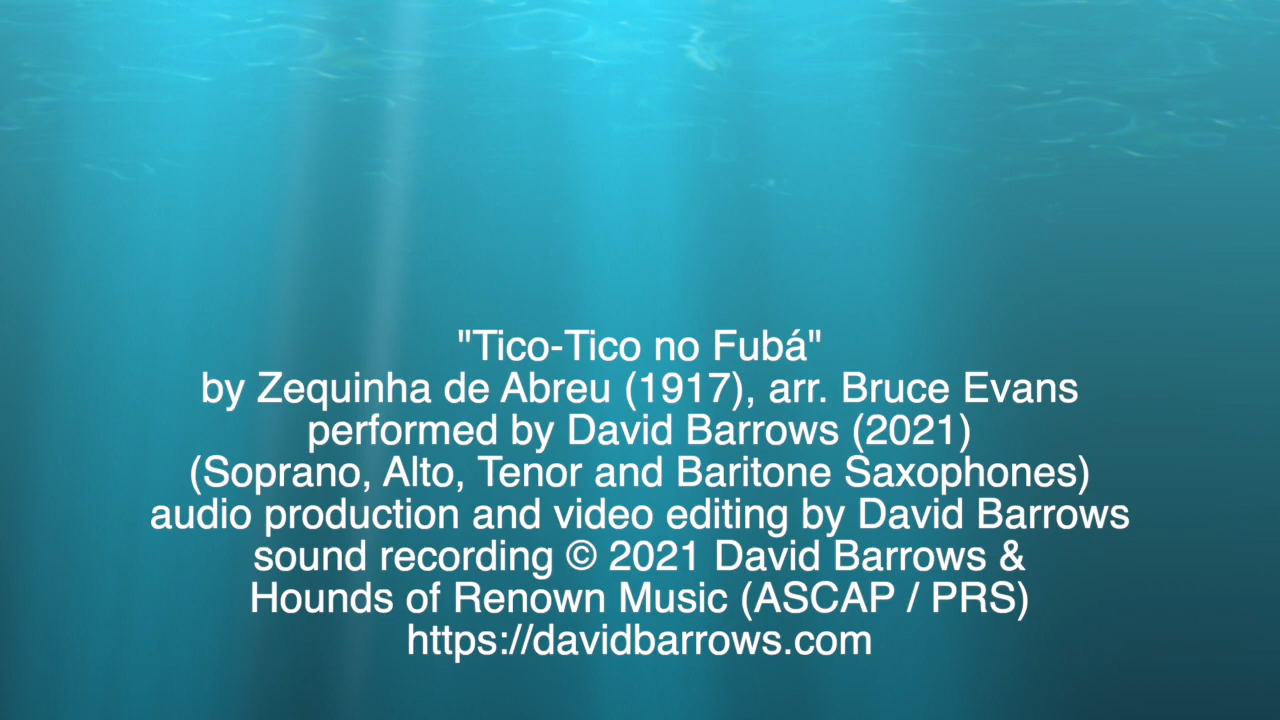 "Tico-Tico no Fubá"
by Zequinha de Abreu (1917), arr. Bruce Evans
performed by David Barrows (2021)
(Soprano, Alto, Tenor and Baritone Saxophones)
audio production and video editing by David Barrows
sound recording © 2021 David Barrows &
Hounds of Renown Music (ASCAP / PRS)
https://davidbarrows.com